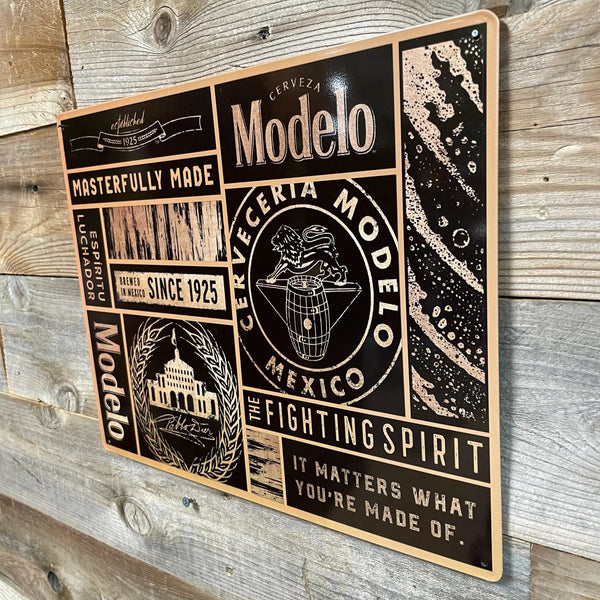 established
1925
CERVEZA
Modelo
MASTERFULLY MADE
ESPIRITU
LUCHADOR
BREWED
IN MEXICO
SINCE 1925
CERVECERIA MODELO
MEXICO
Modelo
THE FIGHTING SPIRIT
IT MATTERS WHAT
YOU'RE MADE OF.